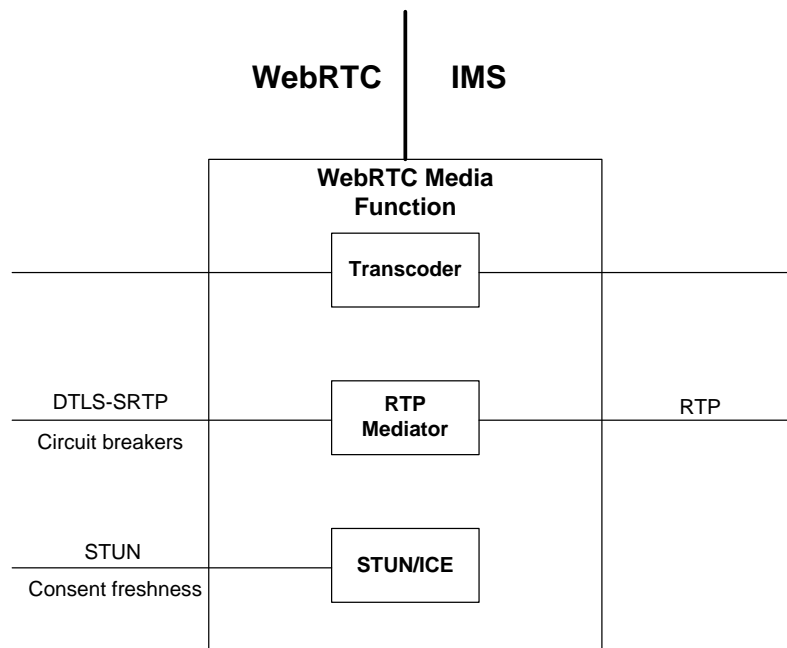 WebRTC
IMS
WebRTC Media
Function
Transcoder
DTLS-SRTP
Circuit breakers
RTP
Mediator
RTP
STUN
Consent freshness
STUN/ICE